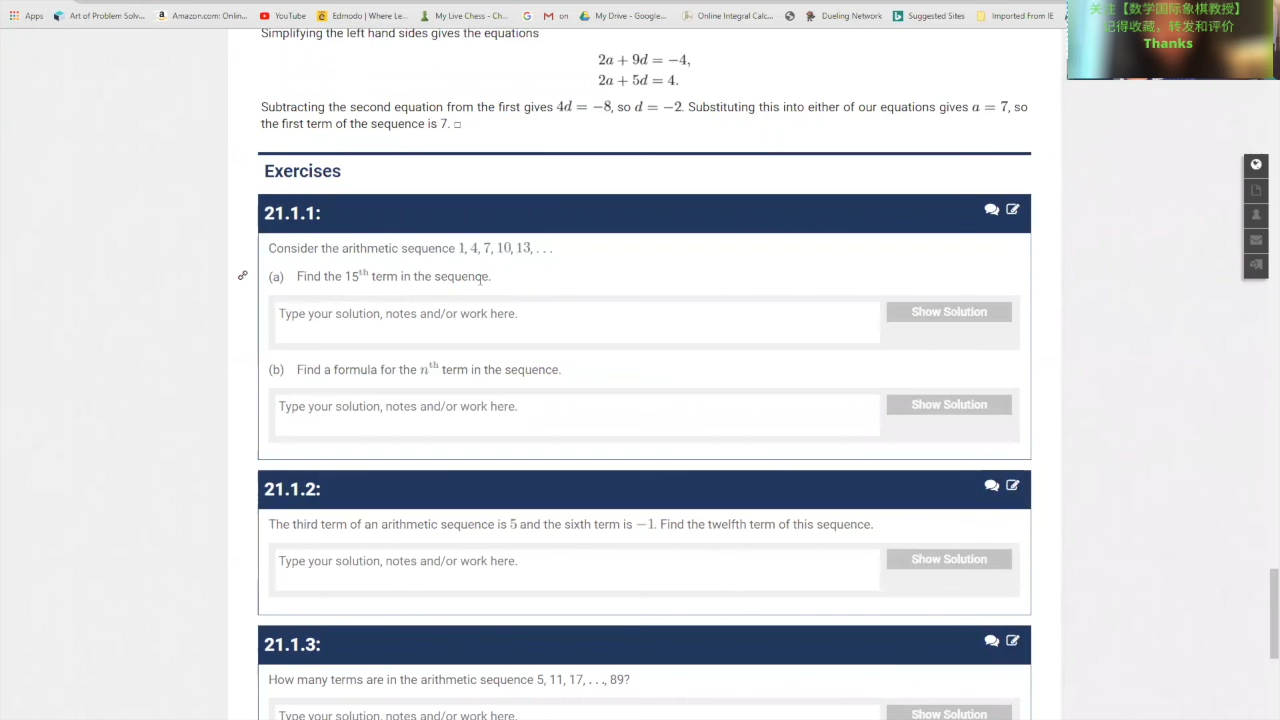 Apps Art of Problem Solv... Amazon.com: Onlin... YouTube Edmodo | Where Le... My Live Chess - Ch... M on My Drive - Google... Online Integral Calc... Dueling Network Suggested Sites Imported From IE
关注【数学国际象棋教授】
记得收藏,转发和评价
Thanks
Simplifying the left hand sides gives the equations
2a + 9d = −4,
2a + 5d = 4.
Subtracting the second equation from the first gives 4d = −8, so d = −2. Substituting this into either of our equations gives a = 7, so
the first term of the sequence is 7. □
Exercises
21.1.1:
Consider the arithmetic sequence 1, 4, 7, 10, 13, . . .
(a) Find the 15th term in the sequence.
Type your solution, notes and/or work here.
Show Solution
(b) Find a formula for the nth term in the sequence.
Type your solution, notes and/or work here.
Show Solution
21.1.2:
The third term of an arithmetic sequence is 5 and the sixth term is −1. Find the twelfth term of this sequence.
Type your solution, notes and/or work here.
Show Solution
21.1.3:
How many terms are in the arithmetic sequence 5, 11, 17, . . . , 89?
Type your solution, notes and/or work here.
Show Solution